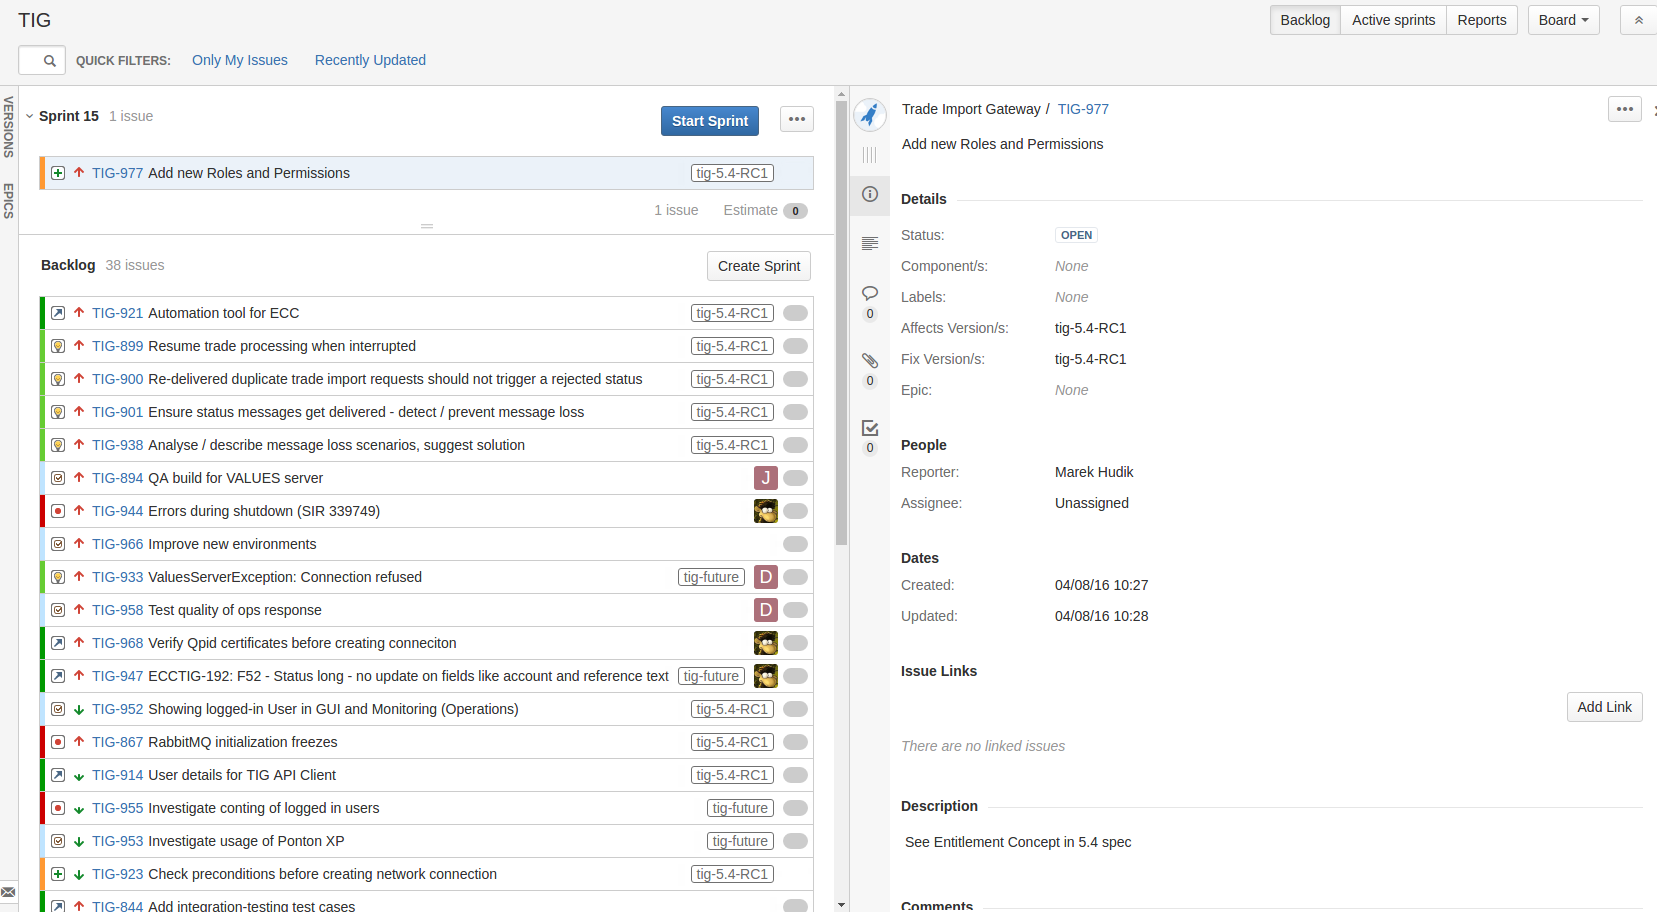 TIG
Backlog Active sprints Reports Board
QUICK FILTERS: Only My Issues Recently Updated
VERSIONS
EPICS
Sprint 15 1 issue Start Sprint
TIG-977 Add new Roles and Permissions tig-5.4-RC1
1 issue Estimate 0
Backlog 38 issues Create Sprint
TIG-921 Automation tool for ECC tig-5.4-RC1
TIG-899 Resume trade processing when interrupted tig-5.4-RC1
TIG-900 Re-delivered duplicate trade import requests should not trigger a rejected status tig-5.4-RC1
TIG-901 Ensure status messages get delivered - detect / prevent message loss tig-5.4-RC1
TIG-938 Analyse / describe message loss scenarios, suggest solution tig-5.4-RC1
TIG-894 QA build for VALUES server J
TIG-944 Errors during shutdown (SIR 339749)
TIG-966 Improve new environments
TIG-933 ValuesServerException: Connection refused tig-future D
TIG-958 Test quality of ops response D
TIG-968 Verify Qpid certificates before creating conneciton
TIG-947 ECCTIG-192: F52 - Status long - no update on fields like account and reference text tig-future
TIG-952 Showing logged-in User in GUI and Monitoring (Operations) tig-5.4-RC1
TIG-867 RabbitMQ initialization freezes tig-5.4-RC1
TIG-914 User details for TIG API Client tig-5.4-RC1
TIG-955 Investigate conting of logged in users tig-future
TIG-953 Investigate usage of Ponton XP tig-future
TIG-923 Check preconditions before creating network connection tig-5.4-RC1
TIG-844 Add integration-testing test cases
0
0
0
Trade Import Gateway / TIG-977
Add new Roles and Permissions
Details
Status: OPEN
Component/s: None
Labels: None
Affects Version/s: tig-5.4-RC1
Fix Version/s: tig-5.4-RC1
Epic: None
People
Reporter: Marek Hudik
Assignee: Unassigned
Dates
Created: 04/08/16 10:27
Updated: 04/08/16 10:28
Issue Links
Add Link
There are no linked issues
Description
See Entitlement Concept in 5.4 spec
Comments